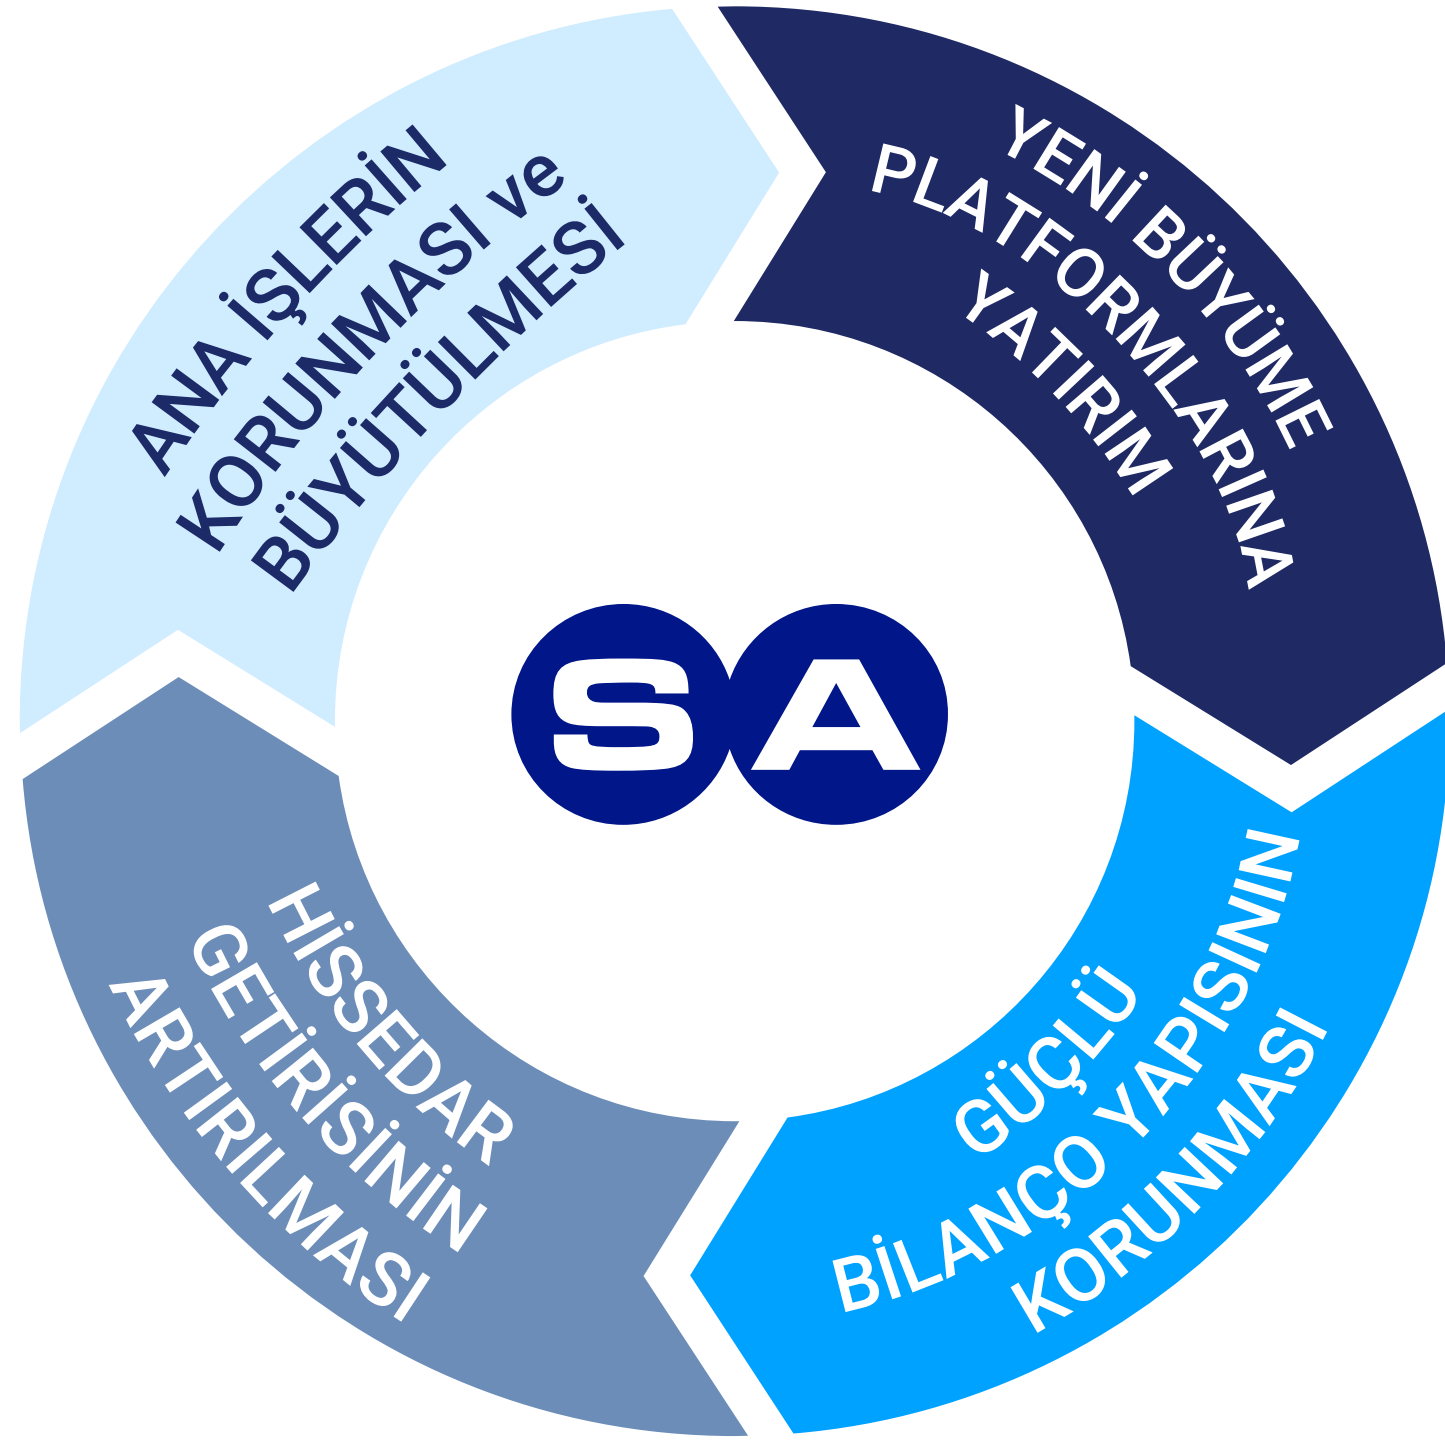 ANA İŞLERİN
KORUNMASI ve
BÜYÜTÜLMESİ
YENİ BÜYÜME
PLATFORMLARINA
YATIRIM
SA
HİSSEDAR
GETİRİSİNİN
ARTIRILMASI
GÜÇLÜ
BİLANÇO YAPISININ
KORUNMASI